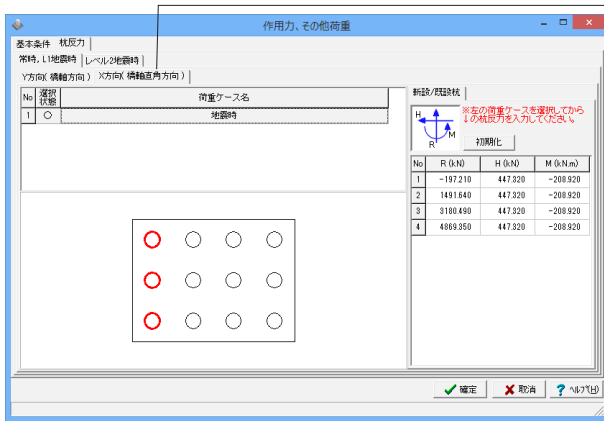 作用力、その他荷重
基本条件 杭反力
常時, L1地震時 レベル2地震時
Y方向( 橋軸方向 ) X方向( 橋軸直角方向 )
No 選択状態 荷重ケース名
1 ○ 地震時
新設/既設杭
H M R
※左の荷重ケースを選択してから
↓の杭反力を入力してください。
初期化
No R (kN) H (kN) M (kN.m)
1 -197.210 447.320 -208.920
2 1491.640 447.320 -208.920
3 3180.490 447.320 -208.920
4 4869.350 447.320 -208.920
確定 取消 ? ヘルプ(H)